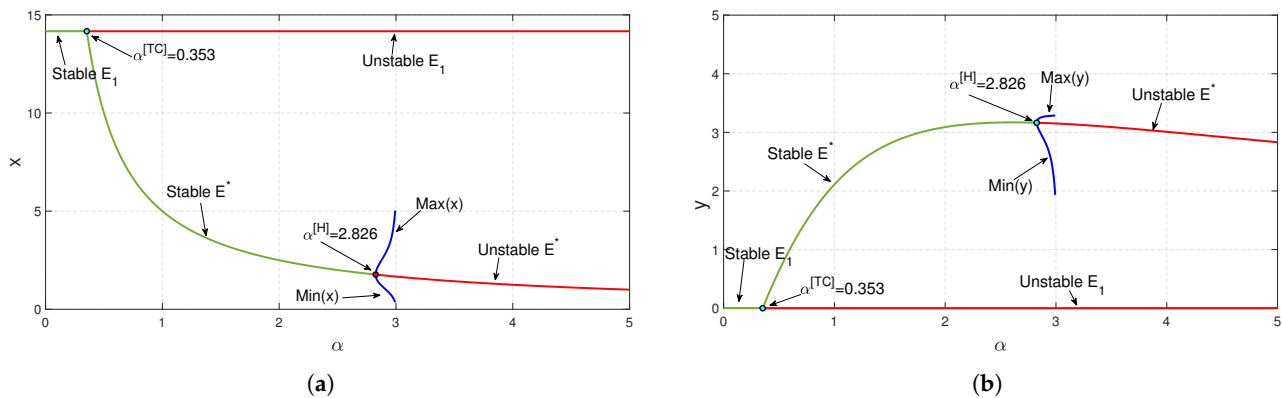 15
10
5
0
x
Stable E₁
α[TC]=0.353
Unstable E₁
Stable E*
α[H]=2.826
Max(x)
Min(x)
Unstable E*
0 1 2 3 4 5
α
(a)
5
4
3
2
1
0
y
α[H]=2.826
Max(y)
Unstable E*
Stable E*
Min(y)
Stable E₁
α[TC]=0.353
Unstable E₁
0 1 2 3 4 5
α
(b)